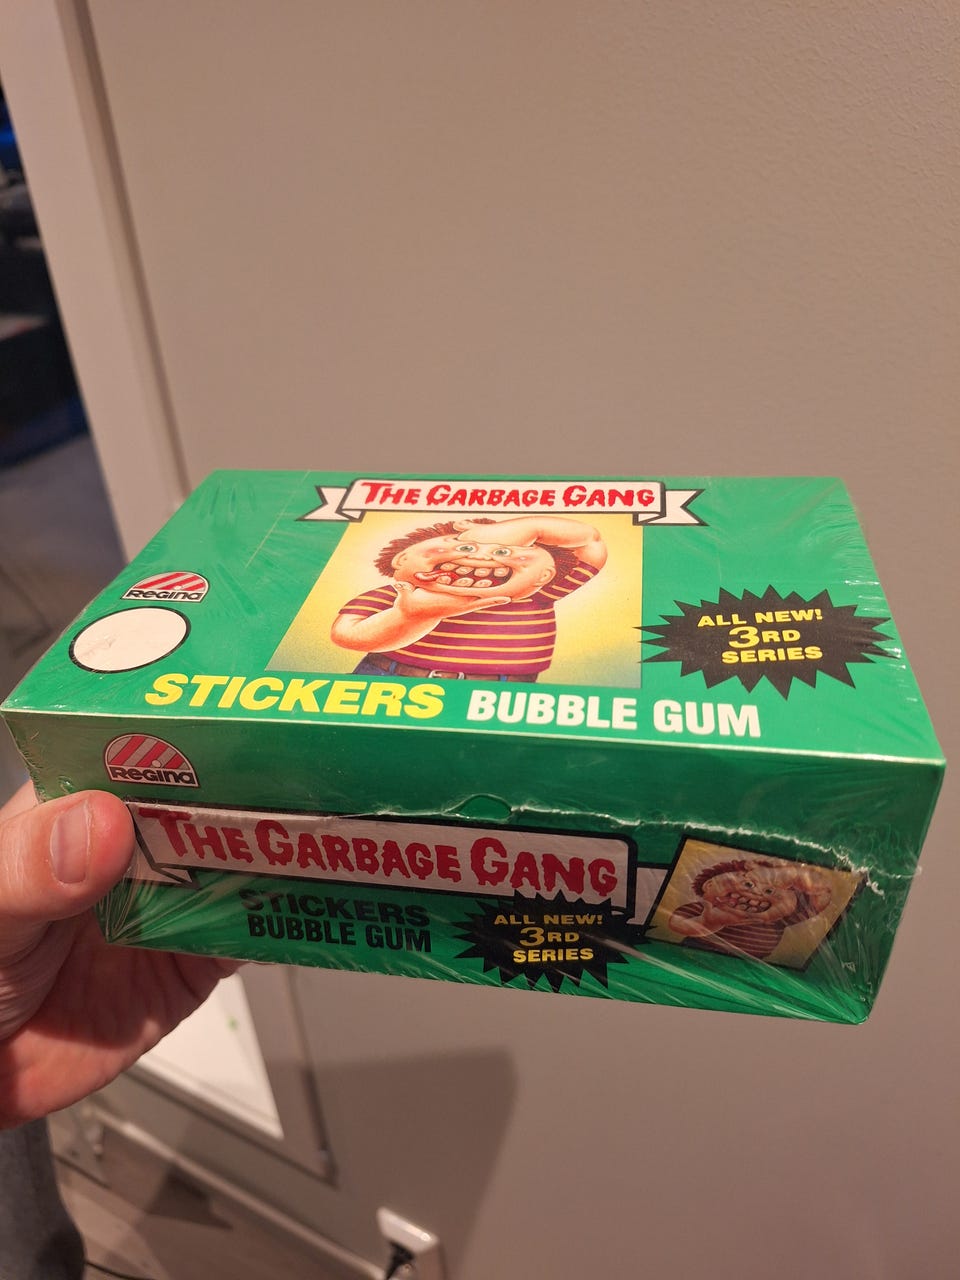 THE GARBAGE GANG
REGINA
ALL NEW!
3RD
SERIES
STICKERS BUBBLE GUM
REGINA
THE GARBAGE GANG
STICKERS
BUBBLE GUM
ALL NEW!
3RD
SERIES